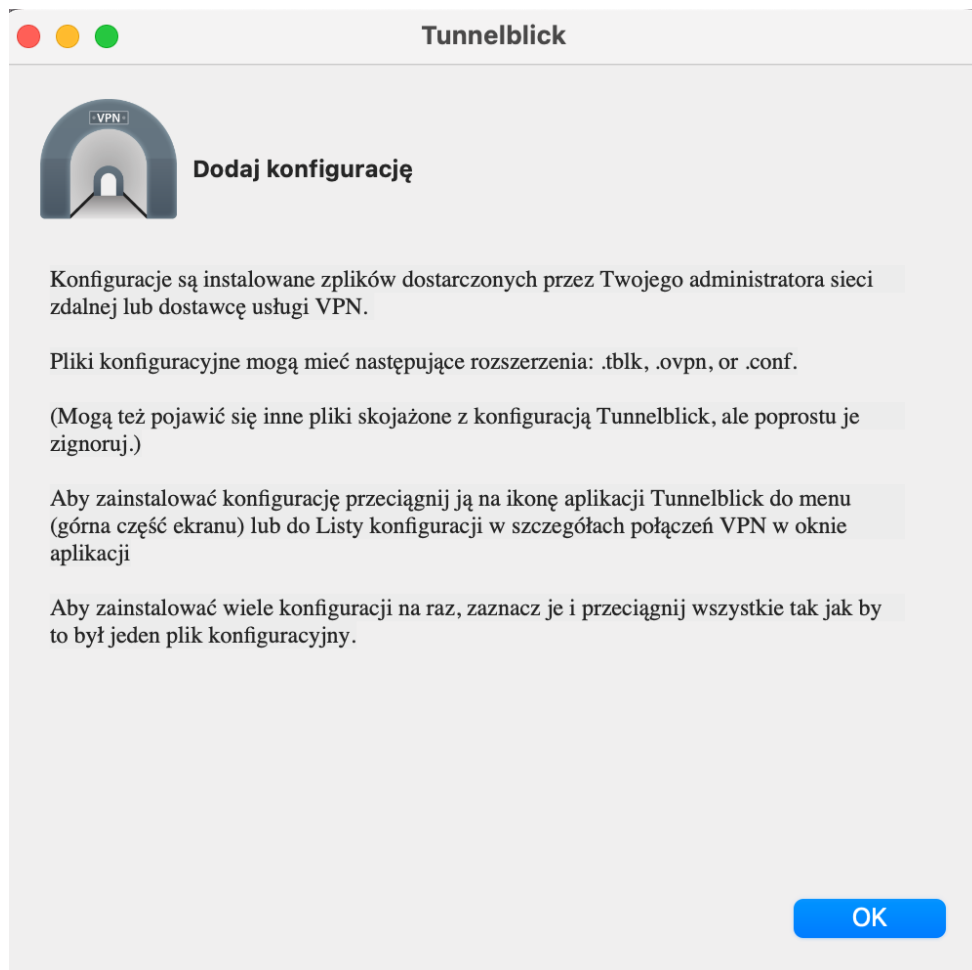 Tunnelblick
VPN
Dodaj konfigurację
Konfiguracje są instalowane zplików dostarczonych przez Twojego administratora sieci
zdalnej lub dostawcę usługi VPN.
Pliki konfiguracyjne mogą mieć następujące rozszerzenia: .tblk, .ovpn, or .conf.
(Mogą też pojawić się inne pliki skojażone z konfiguracją Tunnelblick, ale poprostu je
zignoruj.)
Aby zainstalować konfigurację przeciągnij ją na ikonę aplikacji Tunnelblick do menu
(górna część ekranu) lub do Listy konfiguracji w szczegółach połączeń VPN w oknie
aplikacji
Aby zainstalować wiele konfiguracji na raz, zaznacz je i przeciągnij wszystkie tak jak by
to był jeden plik konfiguracyjny.
OK